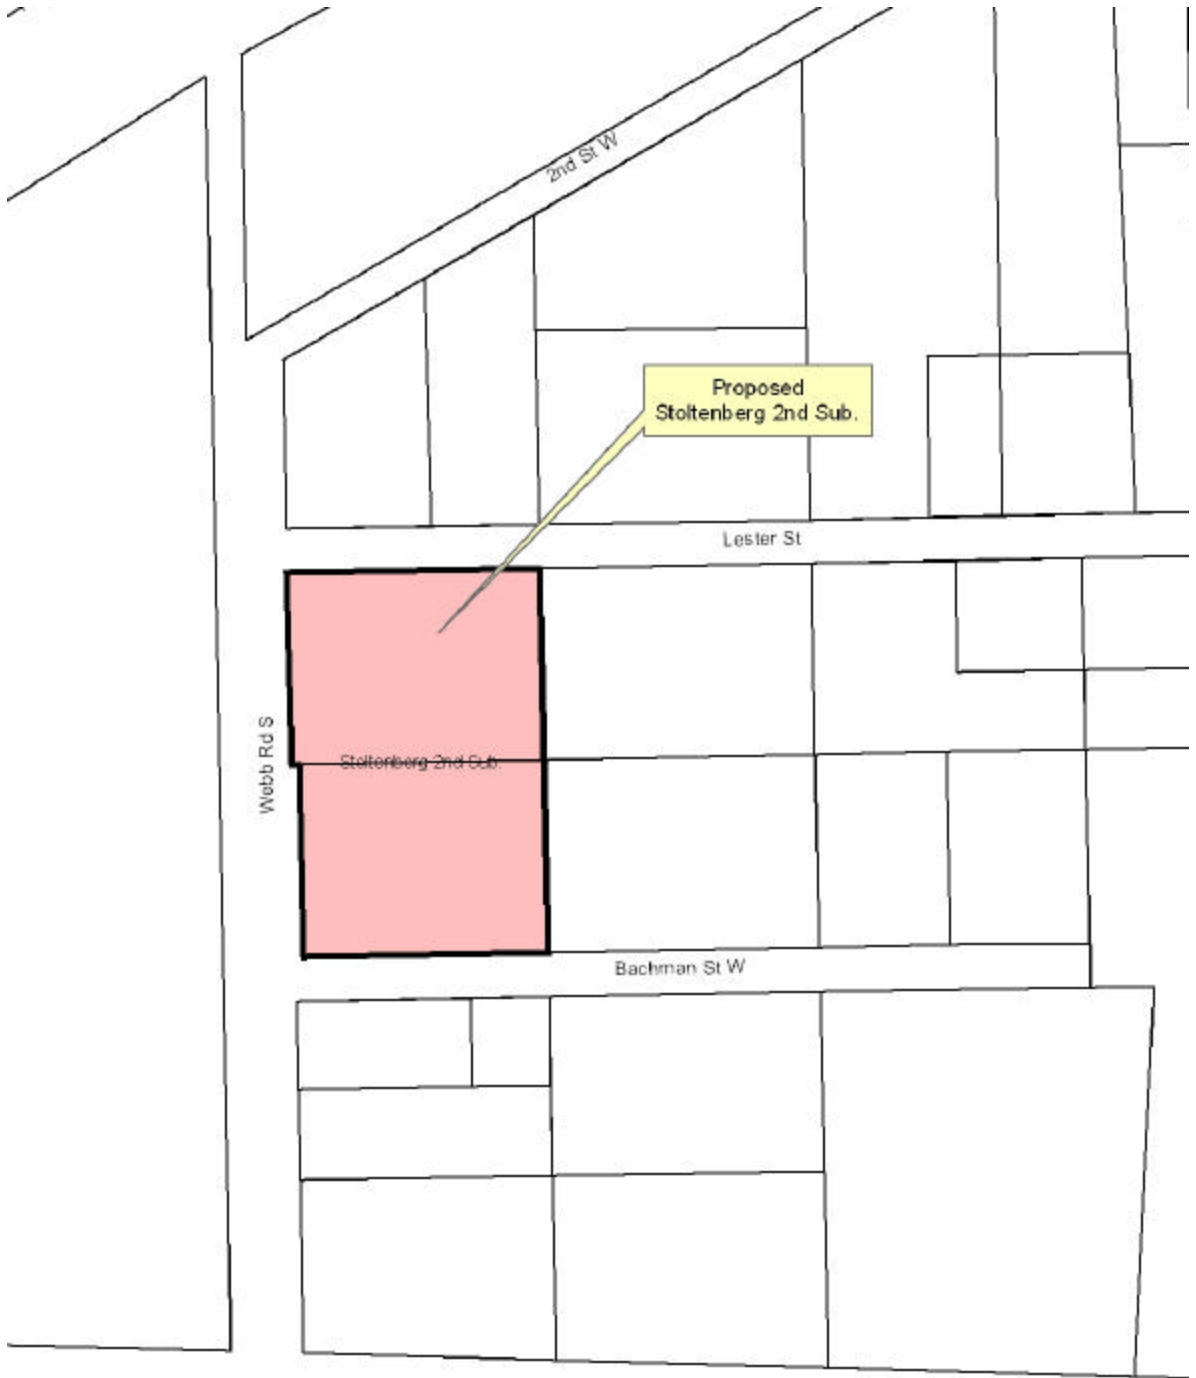 2nd St W
Proposed
Stoltenberg 2nd Sub.
Lester St
Webb Rd S
Stoltenberg 2nd Sub.
Bachman St W